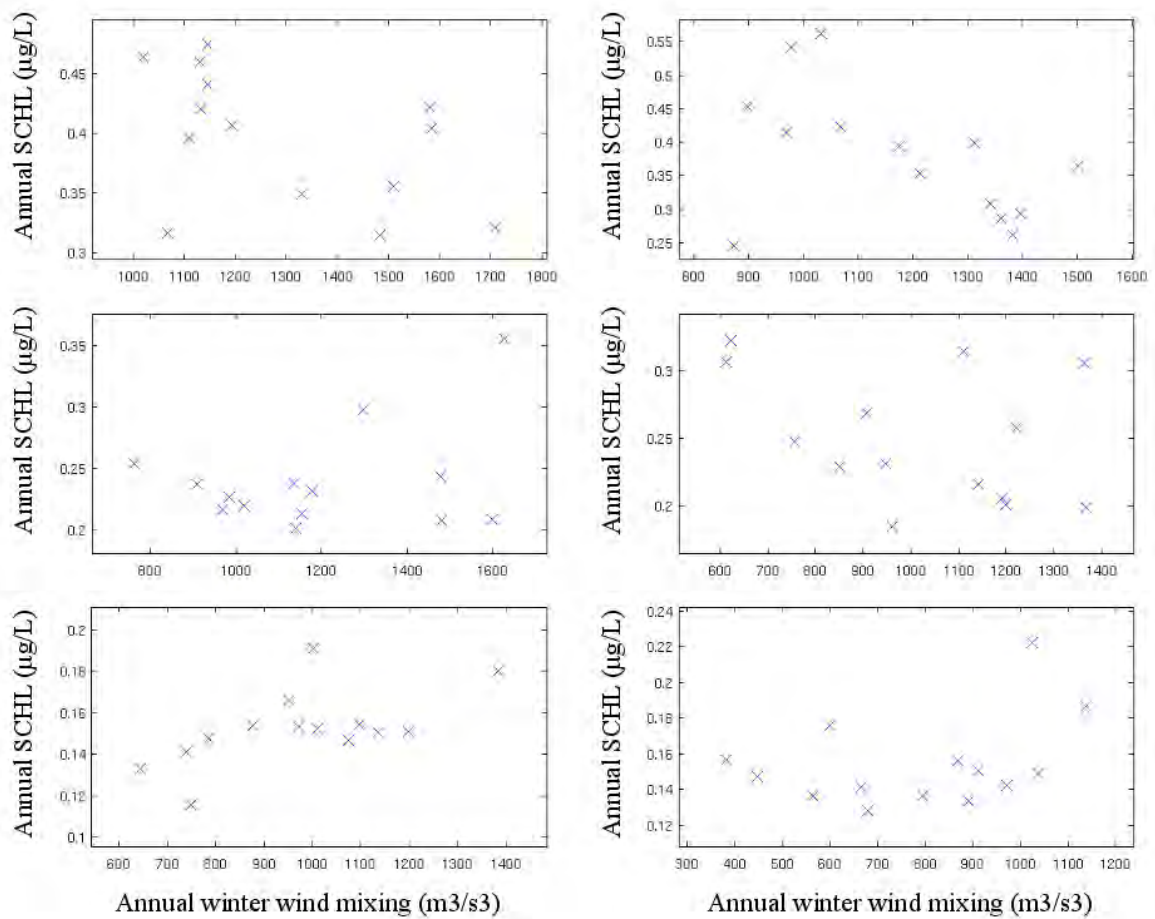 Annual SCHL (µg/L)
0.45
0.4
0.35
0.3
1000 1100 1200 1300 1400 1500 1600 1700 1800
Annual SCHL (µg/L)
0.55
0.5
0.45
0.4
0.35
0.3
0.25
800 900 1000 1100 1200 1300 1400 1500 1600
Annual SCHL (µg/L)
0.35
0.3
0.25
0.2
800 1000 1200 1400 1600
Annual SCHL (µg/L)
0.3
0.25
0.2
600 700 800 900 1000 1100 1200 1300 1400
Annual SCHL (µg/L)
0.2
0.18
0.16
0.14
0.12
0.1
600 700 800 900 1000 1100 1200 1300 1400
Annual winter wind mixing (m3/s3)
Annual SCHL (µg/L)
0.24
0.22
0.2
0.18
0.16
0.14
0.12
300 400 500 600 700 800 900 1000 1100 1200
Annual winter wind mixing (m3/s3)